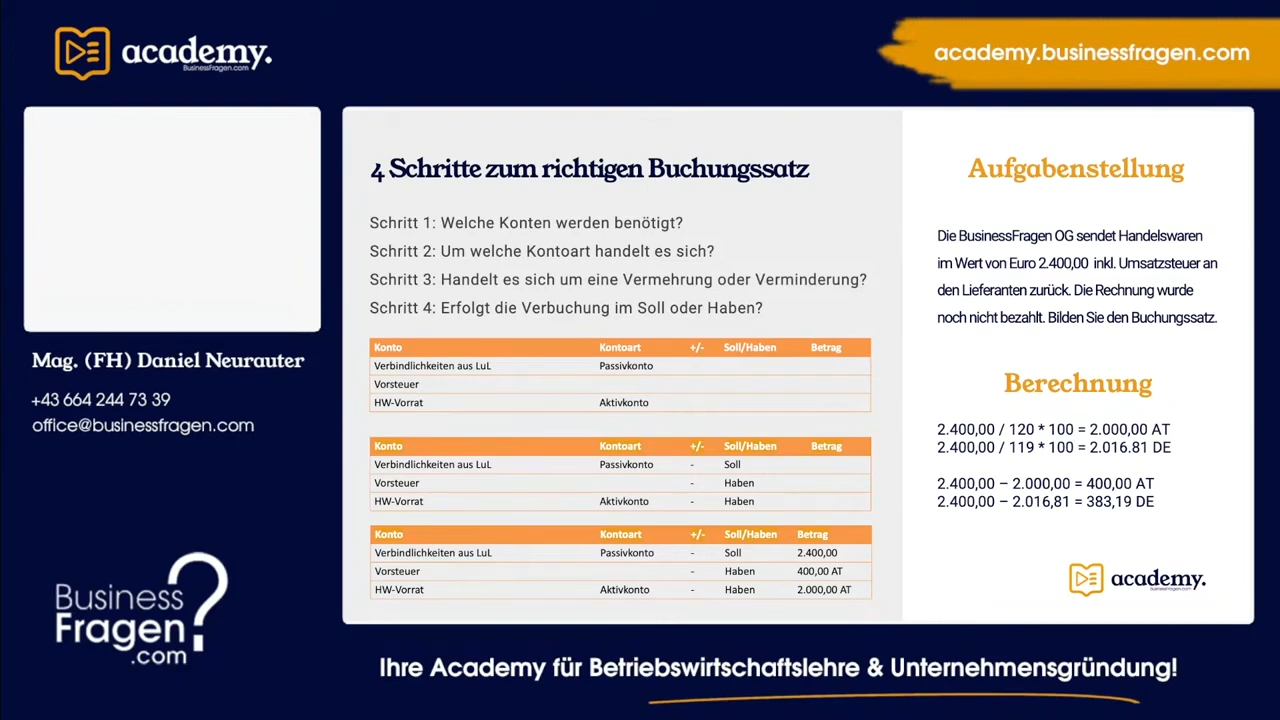 academy.
BusinessFragen.com
academy.businessfragen.com
Mag. (FH) Daniel Neurauter
+43 664 244 73 39
office@businessfragen.com
Business
Fragen
.com
?
4 Schritte zum richtigen Buchungssatz
Schritt 1: Welche Konten werden benötigt?
Schritt 2: Um welche Kontoart handelt es sich?
Schritt 3: Handelt es sich um eine Vermehrung oder Verminderung?
Schritt 4: Erfolgt die Verbuchung im Soll oder Haben?
Konto Kontoart +/- Soll/Haben Betrag
Verbindlichkeiten aus LuL Passivkonto
Vorsteuer
HW-Vorrat Aktivkonto
Konto Kontoart +/- Soll/Haben Betrag
Verbindlichkeiten aus LuL Passivkonto - Soll
Vorsteuer - Haben
HW-Vorrat Aktivkonto - Haben
Konto Kontoart +/- Soll/Haben Betrag
Verbindlichkeiten aus LuL Passivkonto - Soll 2.400,00
Vorsteuer - Haben 400,00 AT
HW-Vorrat Aktivkonto - Haben 2.000,00 AT
Aufgabenstellung
Die BusinessFragen OG sendet Handelswaren
im Wert von Euro 2.400,00 inkl. Umsatzsteuer an
den Lieferanten zurück. Die Rechnung wurde
noch nicht bezahlt. Bilden Sie den Buchungssatz.
Berechnung
2.400,00 / 120 * 100 = 2.000,00 AT
2.400,00 / 119 * 100 = 2.016.81 DE
2.400,00 – 2.000,00 = 400,00 AT
2.400,00 – 2.016,81 = 383,19 DE
academy.
businessfragen.com
Ihre Academy für Betriebswirtschaftslehre & Unternehmensgründung!